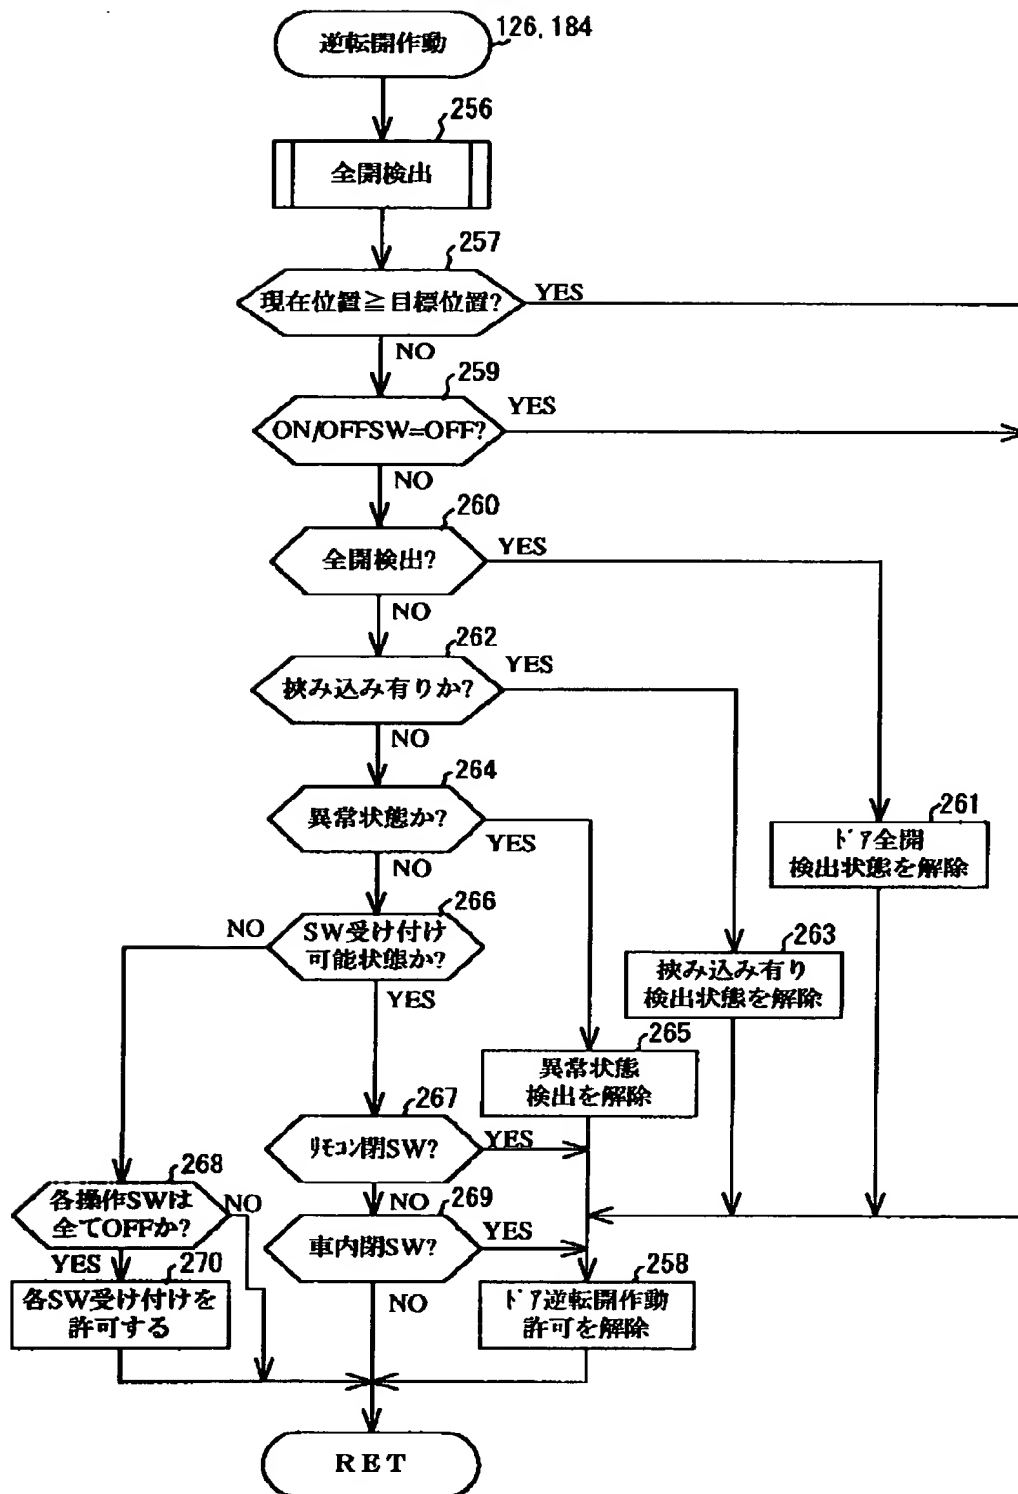 逆転開作動
126, 184
256
全開検出
257
現在位置≧目標位置?
YES
NO
259
ON/OFFSW=OFF?
YES
NO
260
全開検出?
YES
NO
262
挟み込み有りか?
YES
NO
264
異常状態か?
YES
NO
261
ドア全開
検出状態を解除
266
SW受け付け
可能状態か?
NO
YES
263
挟み込み有り
検出状態を解除
265
異常状態
検出を解除
267
リモコン閉SW?
YES
NO
268
各操作SWは
全てOFFか?
NO
YES
269
車内閉SW?
YES
NO
270
各SW受け付けを
許可する
258
ドア逆転開作動
許可を解除
RET